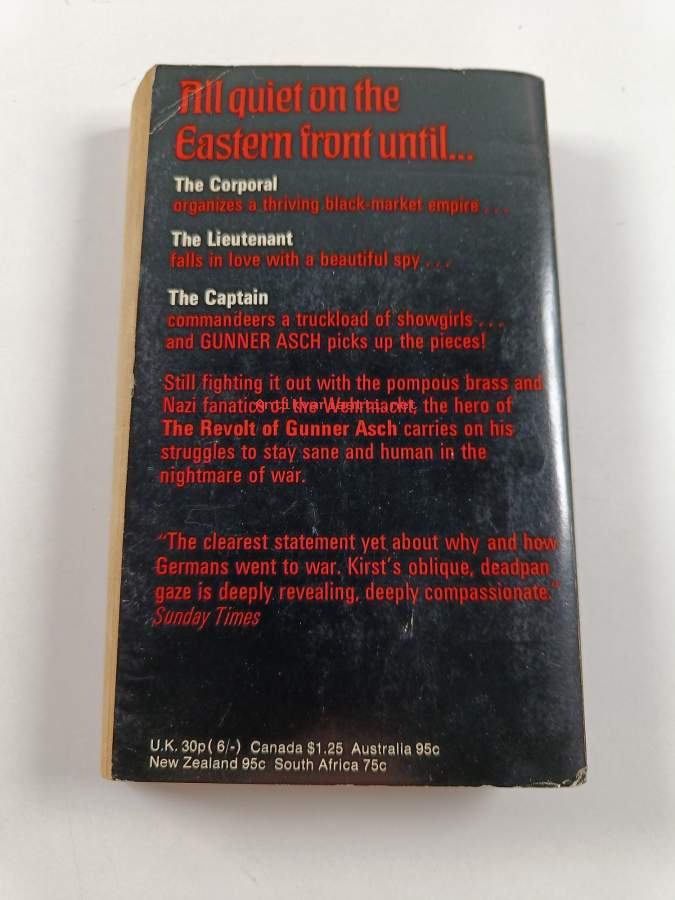 All quiet on the
Eastern front until...
The Corporal
organizes a thriving black-market empire . . .
The Lieutenant
falls in love with a beautiful spy . . .
The Captain
commandeers a truckload of showgirls . . .
and GUNNER ASCH picks up the pieces!
Still fighting it out with the pompous brass and
Nazi fanatics of the Wehrmacht, the hero of
The Revolt of Gunner Asch carries on his
struggles to stay sane and human in the
nightmare of war.
"The clearest statement yet about why and how
Germans went to war. Kirst's oblique, deadpan
gaze is deeply revealing, deeply compassionate."
Sunday Times
U.K. 30p ( 6/-) Canada $1.25 Australia 95c
New Zealand 95c South Africa 75c